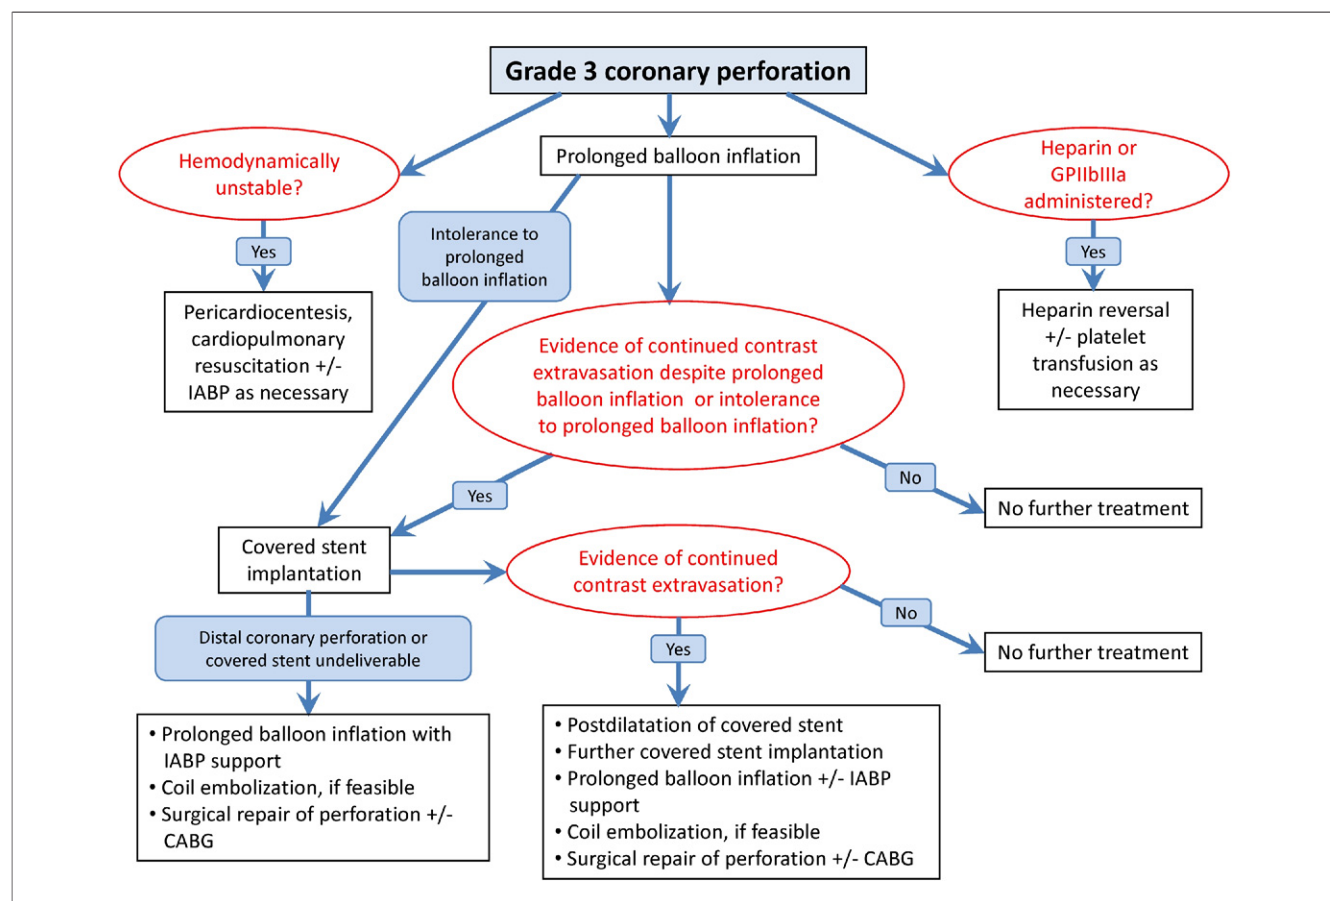 Grade 3 coronary perforation
Hemodynamically
unstable?
Prolonged balloon inflation
Heparin or
GPIIbIIIa
administered?
Yes
Intolerance to
prolonged
balloon inflation
Yes
Pericardiocentesis,
cardiopulmonary
resuscitation +/-
IABP as necessary
Heparin reversal
+/- platelet
transfusion as
necessary
Evidence of continued contrast
extravasation despite prolonged
balloon inflation or intolerance
to prolonged balloon inflation?
Yes
No
No further treatment
Covered stent
implantation
Evidence of continued
contrast extravasation?
No
No further treatment
Distal coronary perforation or
covered stent undeliverable
Yes
• Prolonged balloon inflation with
IABP support
• Coil embolization, if feasible
• Surgical repair of perforation +/-
CABG
• Postdilatation of covered stent
• Further covered stent implantation
• Prolonged balloon inflation +/- IABP
support
• Coil embolization, if feasible
• Surgical repair of perforation +/- CABG